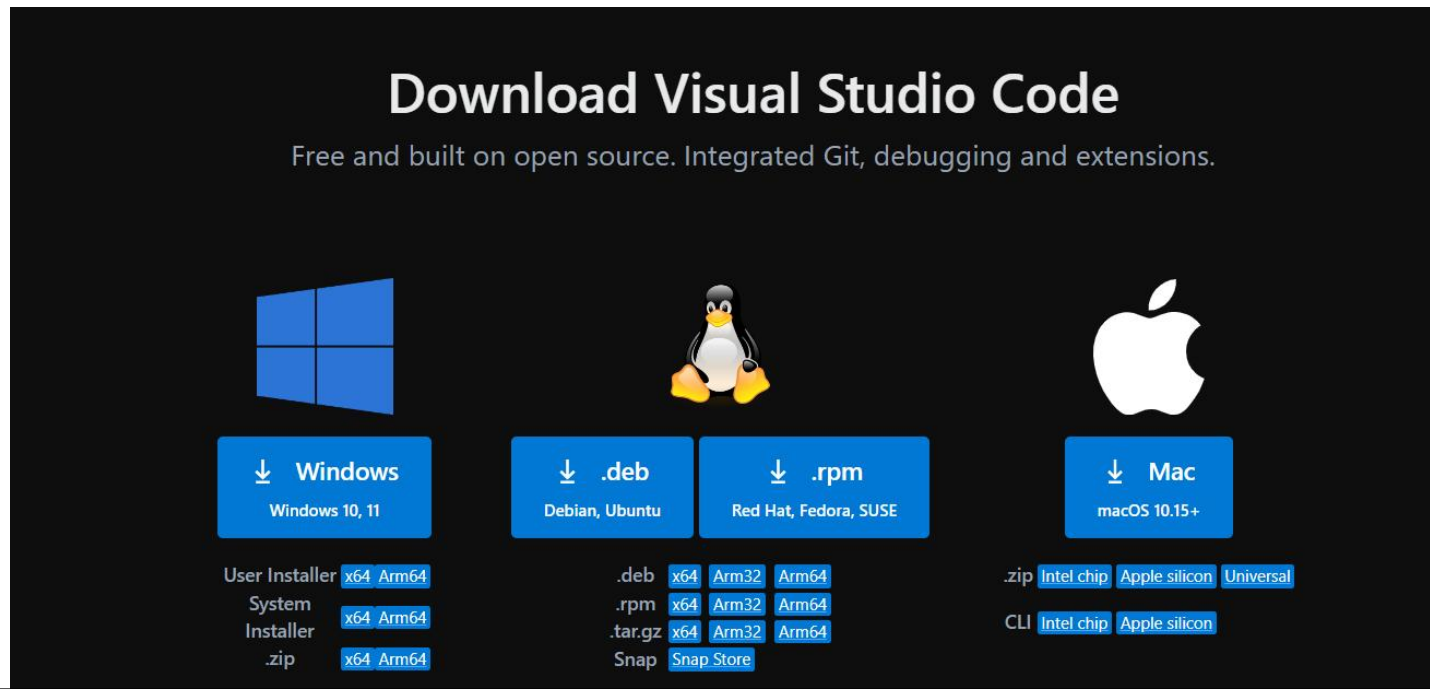 Download Visual Studio Code
Free and built on open source. Integrated Git, debugging and extensions.
Windows
Windows 10, 11
User Installer x64 Arm64
System
Installer x64 Arm64
.zip x64 Arm64
.deb
Debian, Ubuntu
.rpm
Red Hat, Fedora, SUSE
.deb x64 Arm32 Arm64
.rpm x64 Arm32 Arm64
.tar.gz x64 Arm32 Arm64
Snap Snap Store
Mac
macOS 10.15+
.zip Intel chip Apple silicon Universal
CLI Intel chip Apple silicon